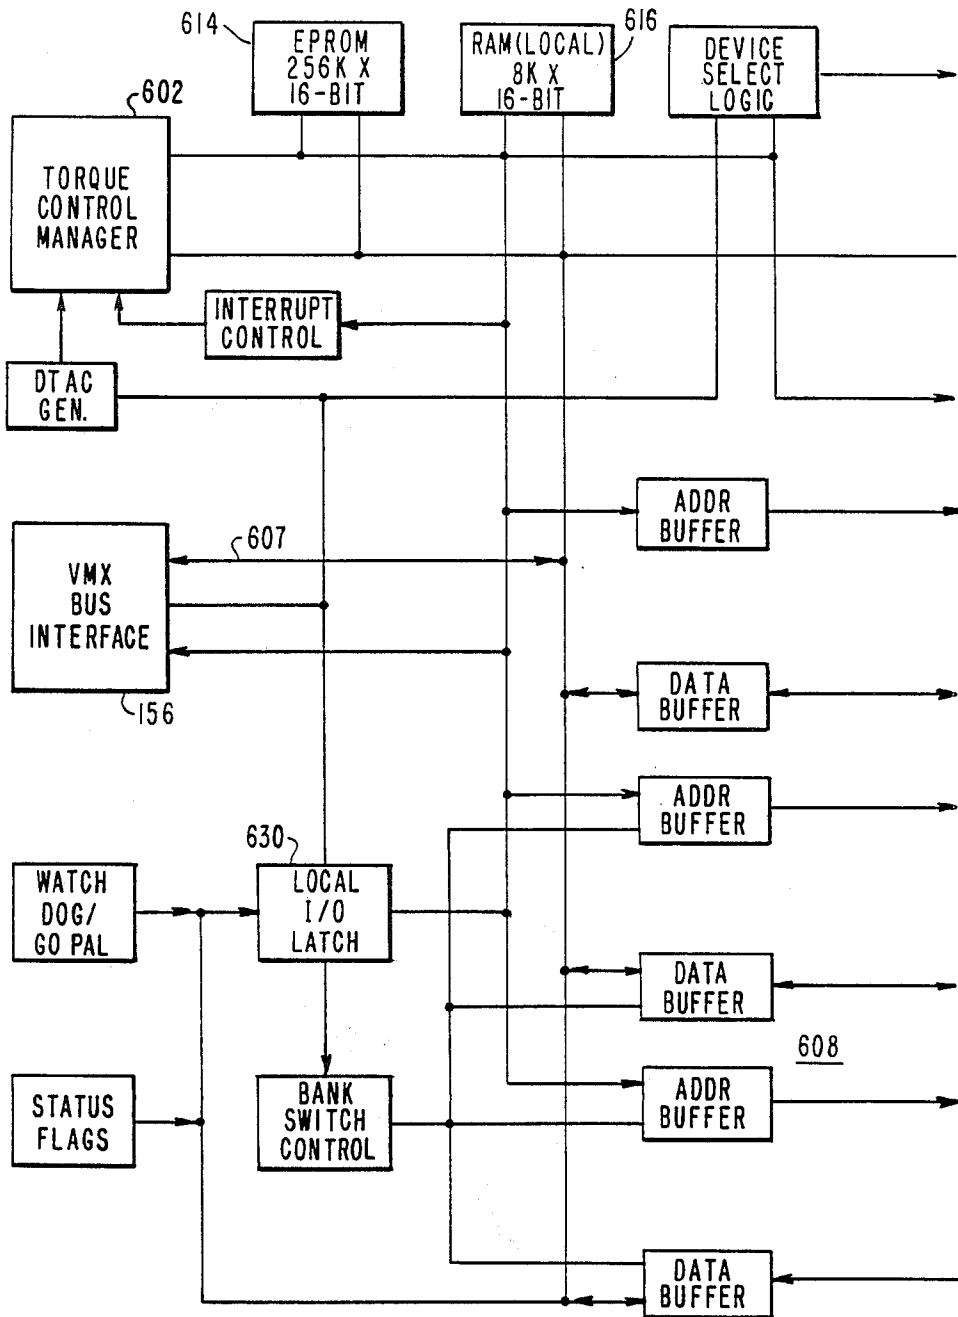 614
EPROM
256K X
16-BIT
RAM(LOCAL)
8K X
16-BIT
616
DEVICE
SELECT
LOGIC
602
TORQUE
CONTROL
MANAGER
INTERRUPT
CONTROL
DTAC
GEN.
ADDR
BUFFER
607
VMX
BUS
INTERFACE
156
DATA
BUFFER
ADDR
BUFFER
630
WATCH
DOG/
GO PAL
LOCAL
I/O
LATCH
DATA
BUFFER
608
STATUS
FLAGS
BANK
SWITCH
CONTROL
ADDR
BUFFER
DATA
BUFFER